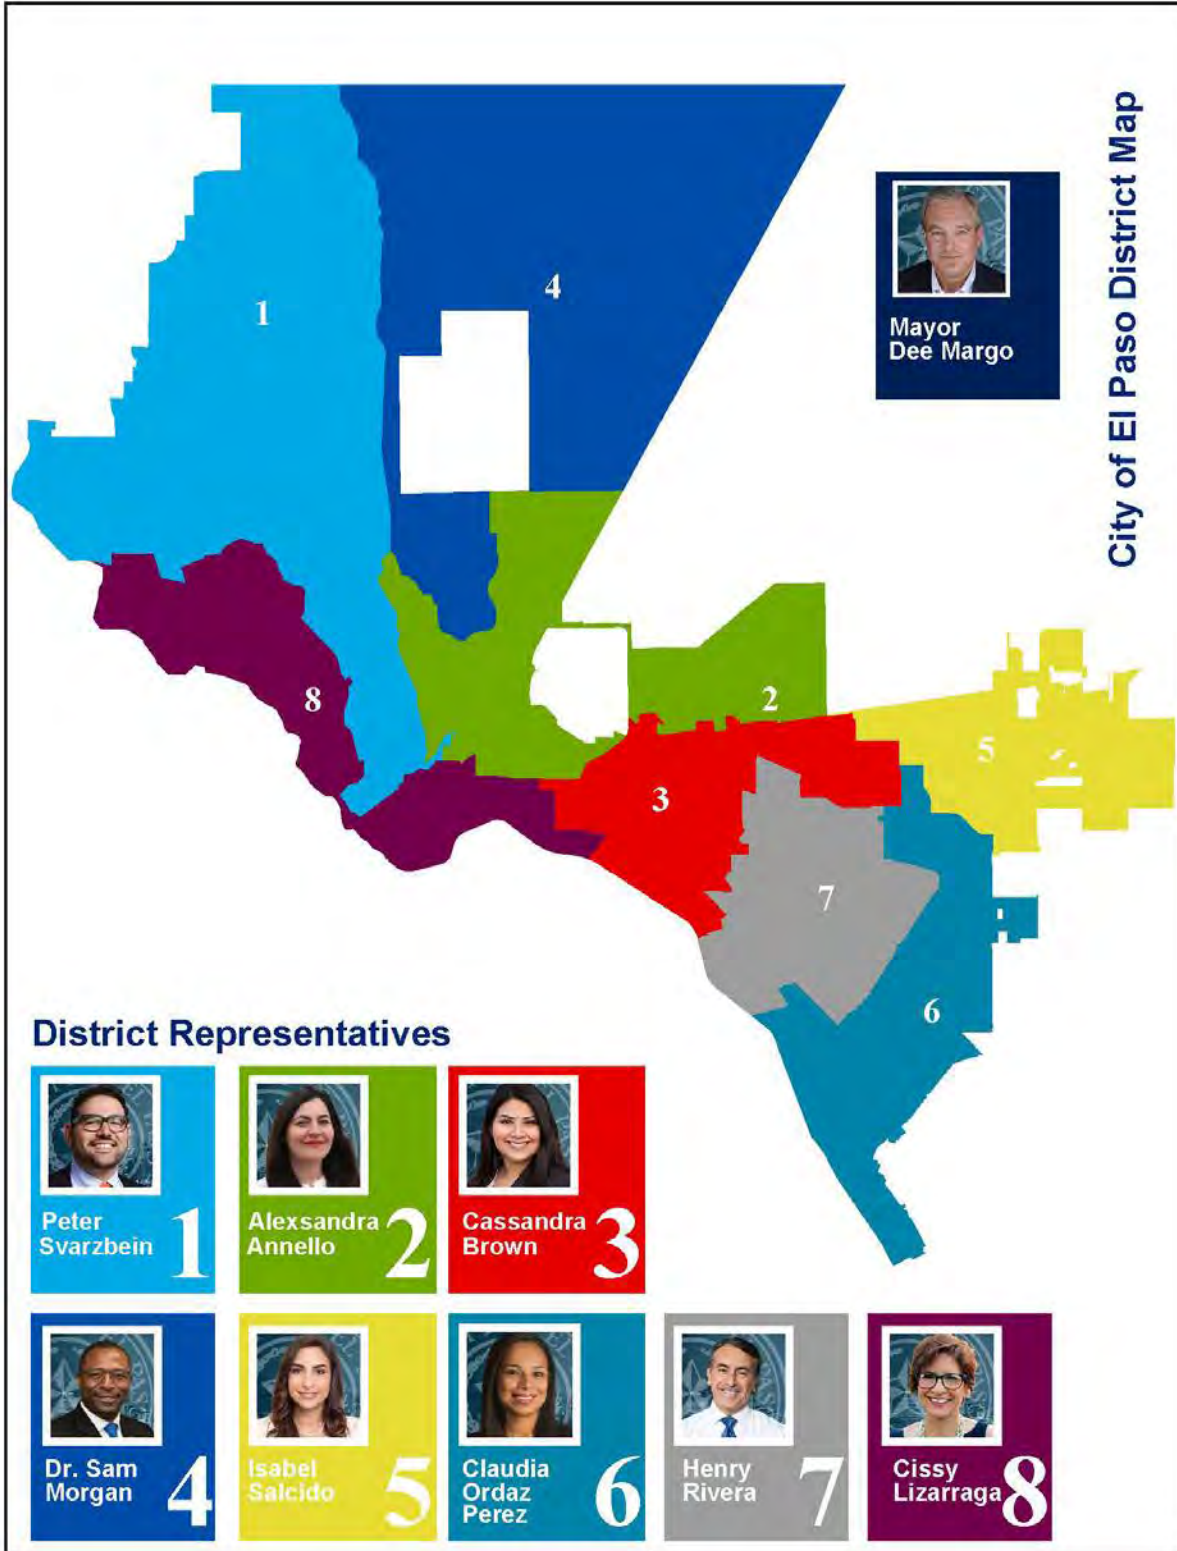 City of El Paso District Map
Mayor
Dee Margo
1
4
8
2
5
3
7
6
District Representatives
Peter
Svarzbein
1
Alexsandra
Annello
2
Cassandra
Brown
3
Dr. Sam
Morgan
4
Isabel
Salcido
5
Claudia
Ordaz
Perez
6
Henry
Rivera
7
Cissy
Lizarraga
8